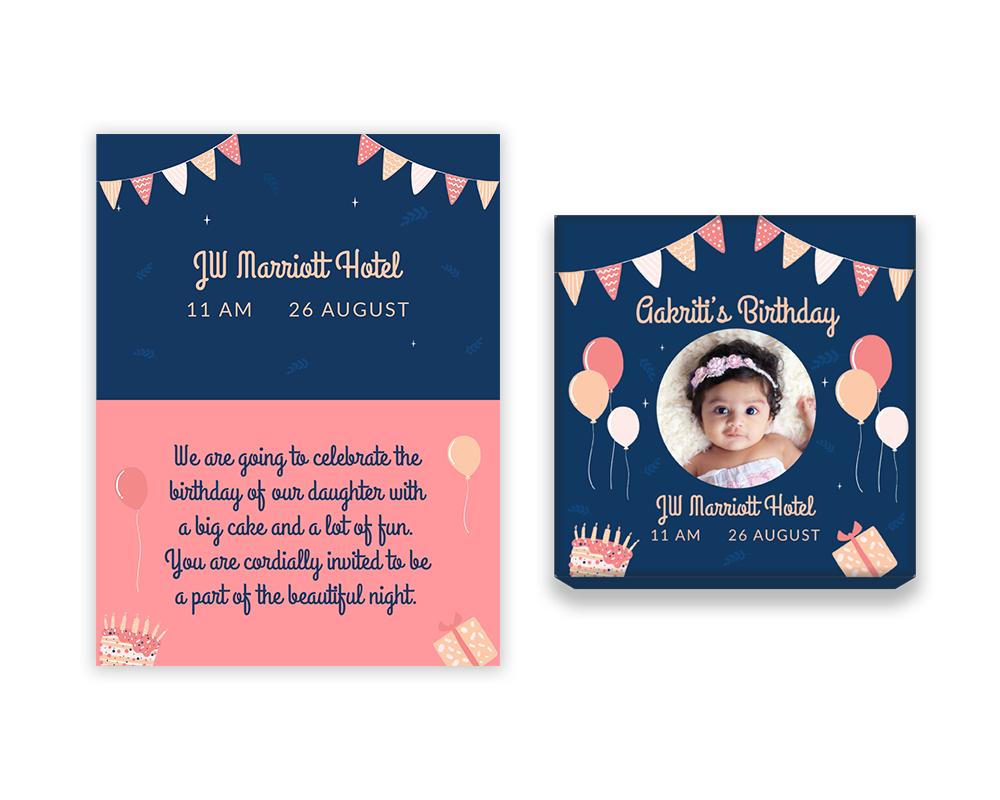 JW Marriott Hotel
11 AM 26 AUGUST
We are going to celebrate the
birthday of our daughter with
a big cake and a lot of fun.
You are cordially invited to be
a part of the beautiful night.
Aakriti's Birthday
JW Marriott Hotel
11 AM 26 AUGUST